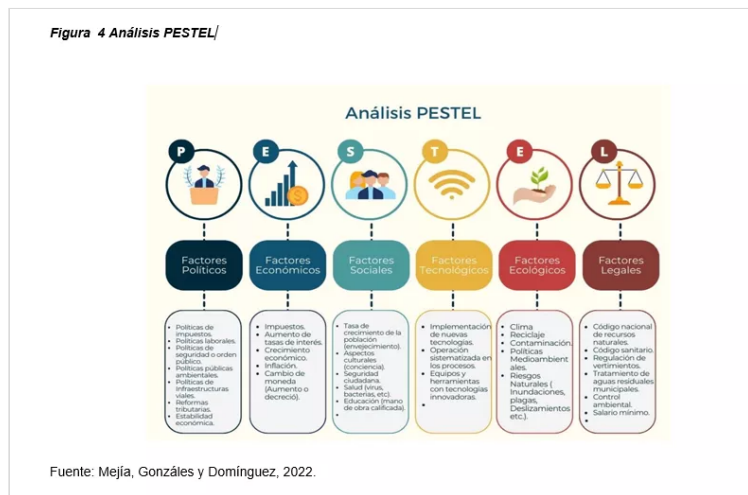 Figura 4 Análisis PESTEL
Análisis PESTEL
P
E
S
T
E
L
Factores
Políticos
Factores
Económicos
Factores
Sociales
Factores
Tecnológicos
Factores
Ecológicos
Factores
Legales
• Políticas de
impuestos.
• Políticas laborales.
• Políticas de
seguridad o orden
público.
• Políticas públicas
ambientales.
• Políticas de
Infraestructuras
viales.
• Reformas
tributarias.
• Estabilidad
económica.
• Impuestos.
• Aumento de
tasas de interés.
• Crecimiento
económico.
• Inflación.
• Cambio de
moneda
(Aumento o
decreció).
• Tasa de
crecimiento de la
población
(envejecimiento).
• Aspectos
culturales
(conciencia).
• Seguridad
ciudadana.
• Salud (virus,
bacterias, etc).
• Educación (mano
de obra calificada).
•
• Implementación
de nuevas
tecnologías.
• Operación
sistematizada en
los procesos.
• Equipos y
herramientas
con tecnologías
innovadoras.
•
• Clima
• Reciclaje
• Contaminación.
• Políticas
Medioambient
ales.
• Riesgos
Naturales (
Inundaciones,
plagas,
Deslizamientos
etc.).
• Código nacional
de recursos
naturales.
• Código sanitario.
• Regulación de
vertimientos.
• Tratamiento de
aguas residuales
municipales.
• Control
ambiental.
• Salario mínimo.
•
Fuente: Mejía, Gonzáles y Domínguez, 2022.